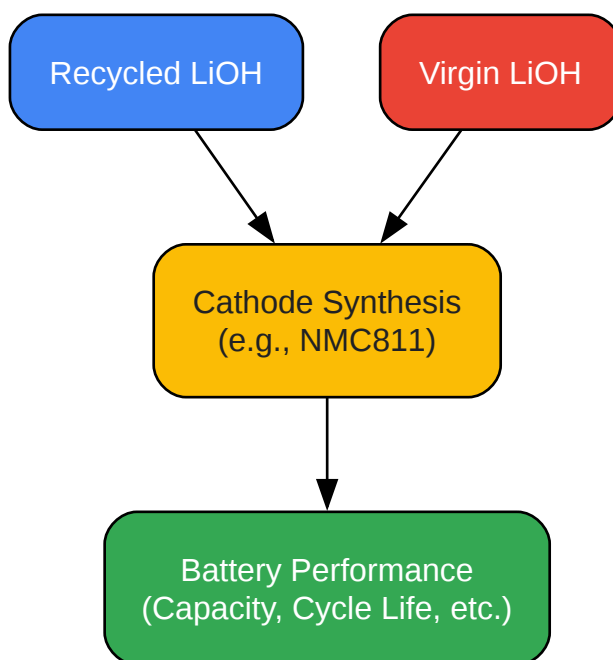 Recycled LiOH
Virgin LiOH
Cathode Synthesis
(e.g., NMC811)
Battery Performance
(Capacity, Cycle Life, etc.)